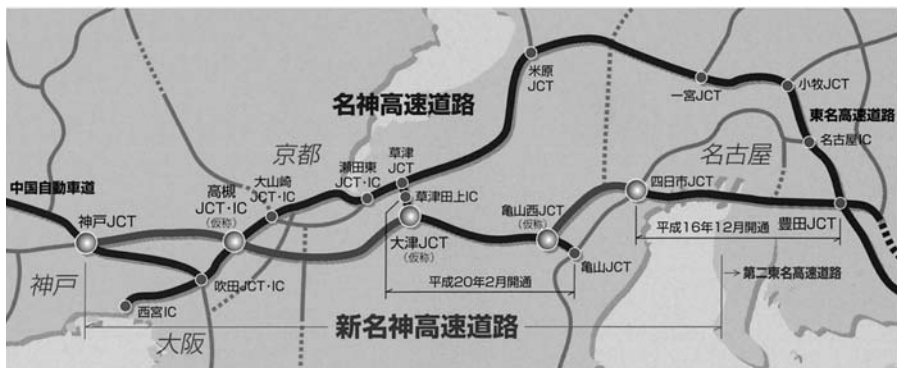 米原
JCT
一宮JCT
小牧JCT
名神高速道路
東名高速道路
名古屋IC
京都
名古屋
瀬田東
JCT・IC
草津
JCT
草津田上IC
大山崎
JCT・IC
高槻
JCT・IC
(仮称)
中国自動車道
神戸JCT
四日市JCT
亀山西JCT
(仮称)
大津JCT
(仮称)
平成16年12月開通
豊田JCT
亀山JCT
神戸
吹田JCT・IC
平成20年2月開通
第二東名高速道路
西宮IC
新名神高速道路
大阪